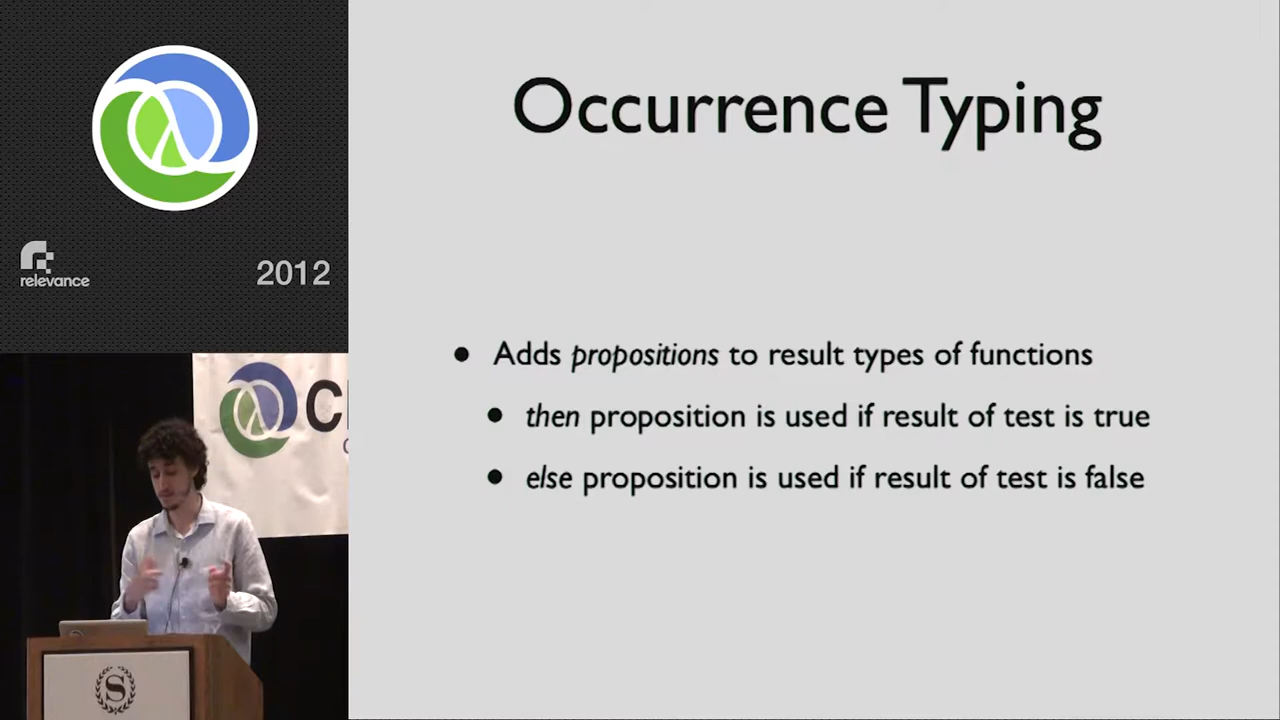 relevance
2012
Occurrence Typing
• Adds propositions to result types of functions
• then proposition is used if result of test is true
• else proposition is used if result of test is false
Cl
S